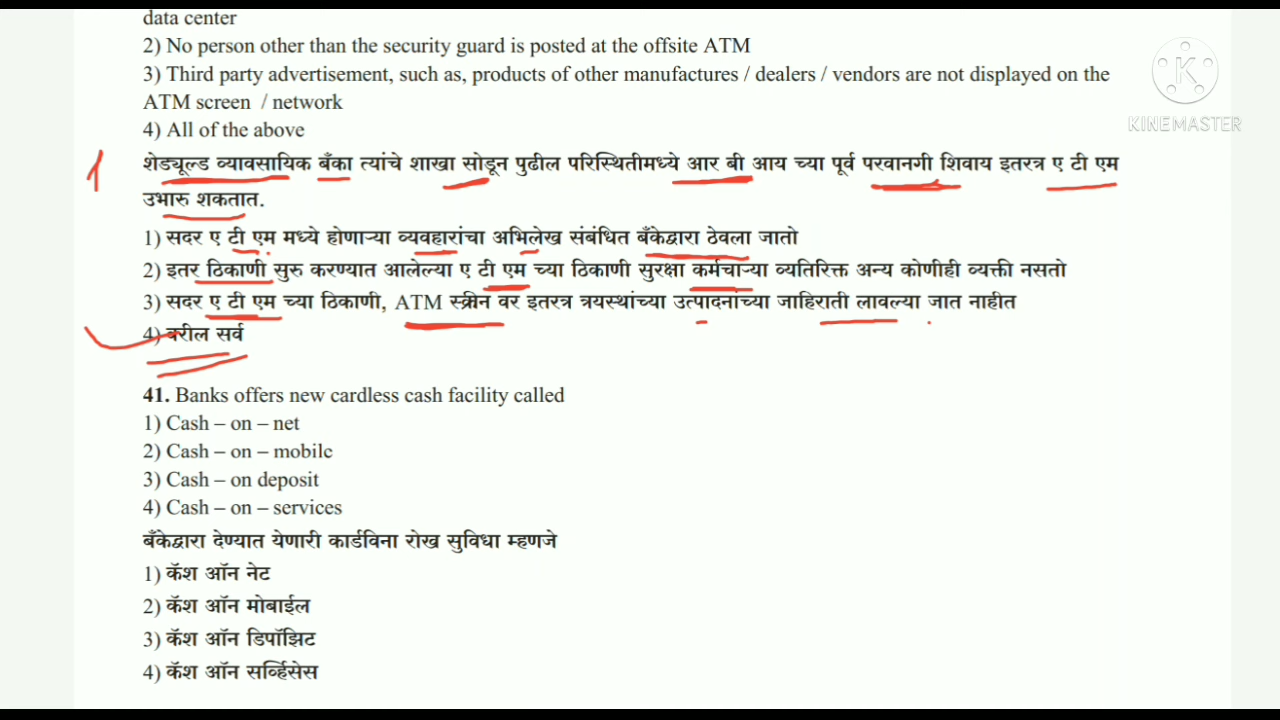 data center
2) No person other than the security guard is posted at the offsite ATM
3) Third party advertisement, such as, products of other manufactures / dealers / vendors are not displayed on the
ATM screen / network
4) All of the above
1
शेड्यूल्ड व्यावसायिक बँका त्यांचे शाखा सोडून पुढील परिस्थितीमध्ये आर बी आय च्या पूर्व परवानगी शिवाय इतरत्र ए टी एम
उभारु शकतात.
1) सदर ए टी एम मध्ये होणाऱ्या व्यवहारांचा अभिलेख संबंधित बँकेद्वारा ठेवला जातो
2) इतर ठिकाणी सुरु करण्यात आलेल्या ए टी एम च्या ठिकाणी सुरक्षा कर्मचाऱ्या व्यतिरिक्त अन्य कोणीही व्यक्ती नसतो
3) सदर ए टी एम च्या ठिकाणी, ATM स्क्रीन वर इतरत्र त्रयस्थांच्या उत्पादनांच्या जाहिराती लावल्या जात नाहीत
4) वरील सर्व
41. Banks offers new cardless cash facility called
1) Cash – on – net
2) Cash – on – mobile
3) Cash – on deposit
4) Cash – on – services
बँकेद्वारा देण्यात येणारी कार्डविना रोख सुविधा म्हणजे
1) कॅश ऑन नेट
2) कॅश ऑन मोबाईल
3) कॅश ऑन डिपॉझिट
4) कॅश ऑन सर्व्हिसेस
K
KINEMASTER